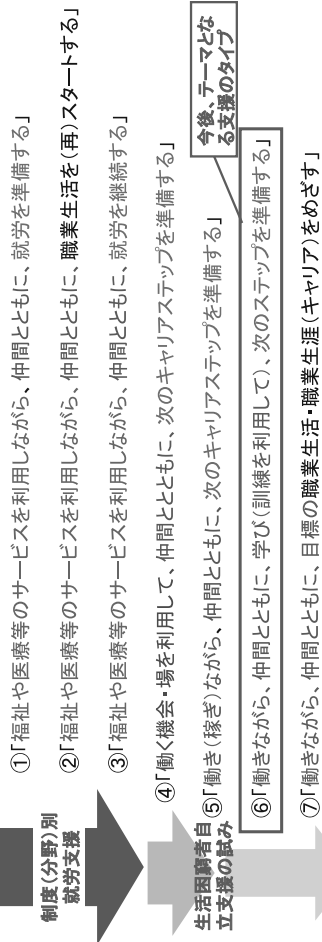 制度(分野)別
就労支援
①「福祉や医療等のサービスを利用しながら、仲間とともに、就労を準備する」
②「福祉や医療等のサービスを利用しながら、仲間とともに、職業生活を(再)スタートする」
③「福祉や医療等のサービスを利用しながら、仲間とともに、就労を継続する」
④「働く機会・場を利用して、仲間ととともに、次のキャリアステップを準備する」
生活困窮者自
立支援の試み
⑤「働き(稼ぎ)ながら、仲間とともに、次のキャリアステップを準備する」
今後、テーマとな
る支援のタイプ
⑥「働きながら、仲間とともに、学び(訓練を利用して)、次のステップを準備する」
⑦「働きながら、仲間とともに、目標の職業生活・職業生涯(キャリア)をめざす」